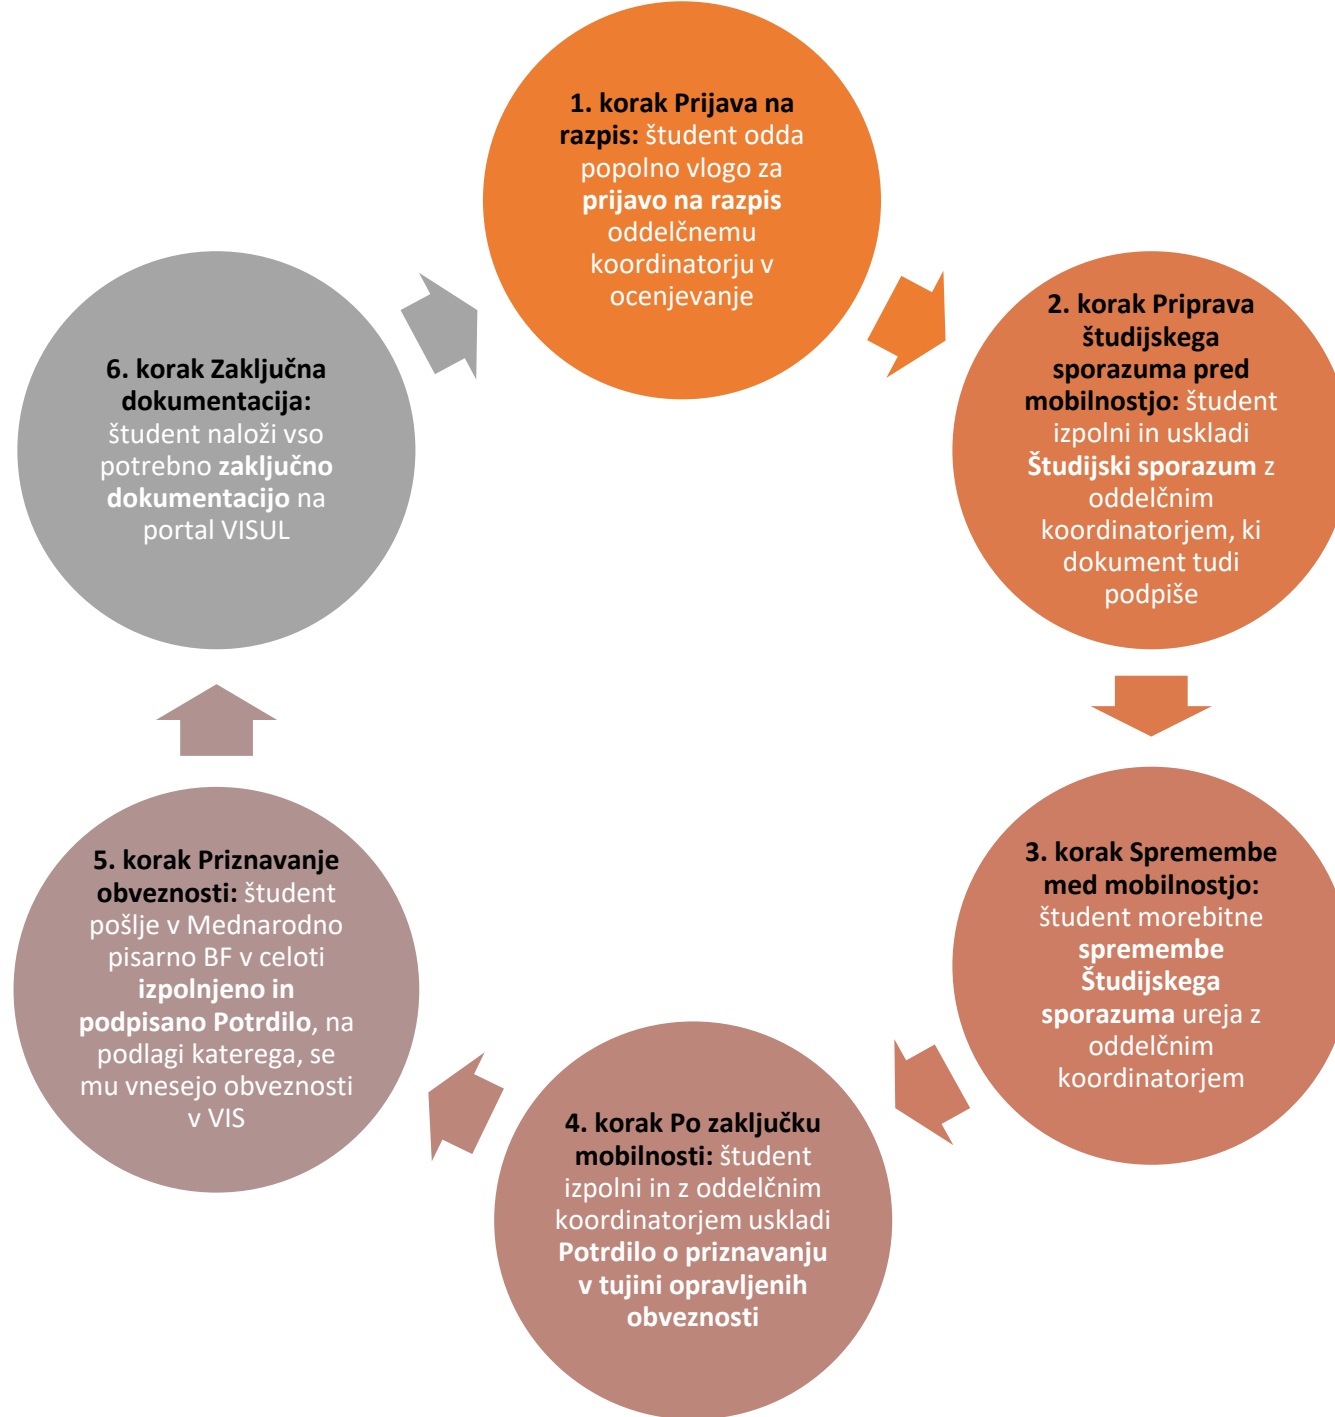 1. korak Prijava na
razpis: študent odda
popolno vlogo za
prijavo na razpis
oddelčnemu
koordinatorju v
ocenjevanje
2. korak Priprava
študijskega
sporazuma pred
mobilnostjo: študent
izpolni in uskladi
Študijski sporazum z
oddelčnim
koordinatorjem, ki
dokument tudi
podpiše
3. korak Spremembe
med mobilnostjo:
študent morebitne
spremembe
Študijskega
sporazuma ureja z
oddelčnim
koordinatorjem
4. korak Po zaključku
mobilnosti: študent
izpolni in z oddelčnim
koordinatorjem uskladi
Potrdilo o priznavanju
v tujini opravljenih
obveznosti
5. korak Priznavanje
obveznosti: študent
pošlje v Mednarodno
pisarno BF v celoti
izpolnjeno in
podpisano Potrdilo, na
podlagi katerega, se
mu vnesejo obveznosti
v VIS
6. korak Zaključna
dokumentacija:
študent naloži vso
potrebno zaključno
dokumentacijo na
portal VISUL